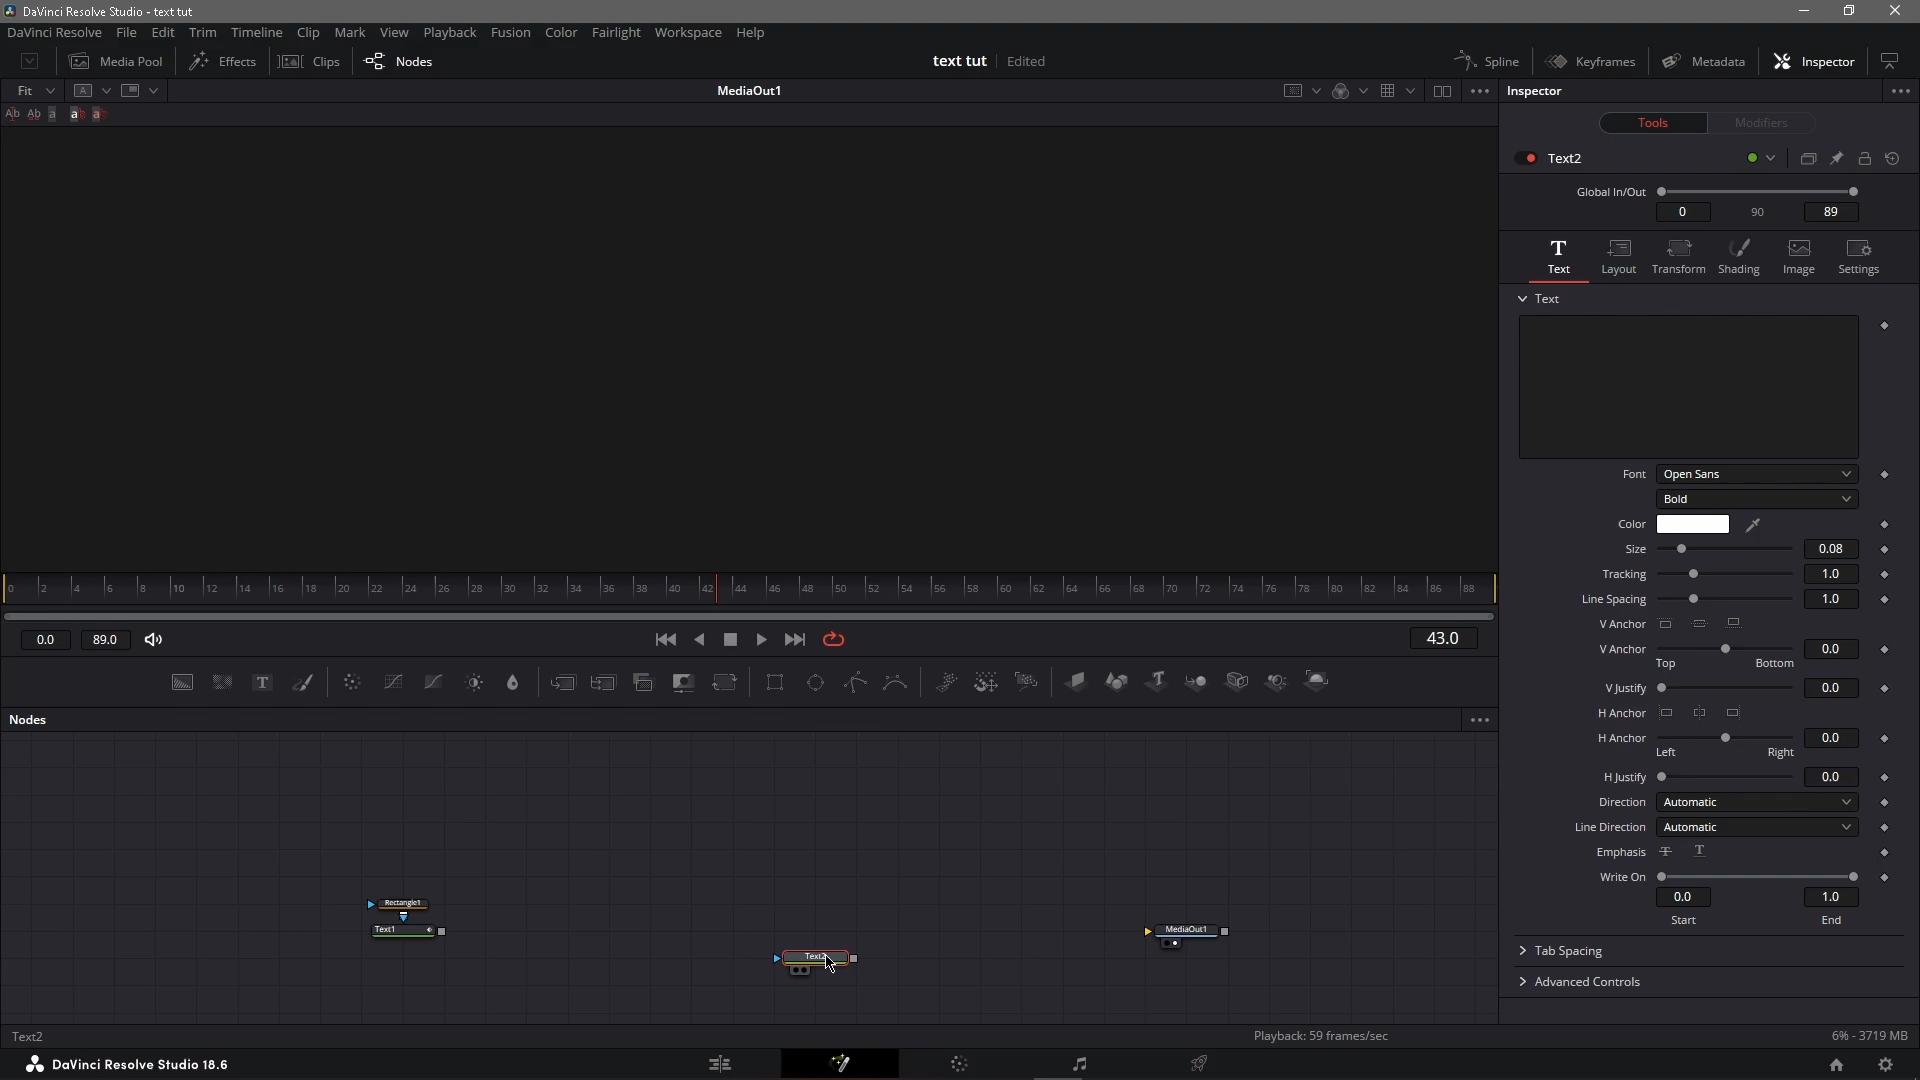 DaVinci Resolve Studio - text tut
DaVinci Resolve File Edit Trim Timeline Clip Mark View Playback Fusion Color Fairlight Workspace Help
Media Pool Effects Clips Nodes text tut Edited Spline Keyframes Metadata Inspector
Fit A MediaOut1 Inspector
Ab Ab a ab a
Tools Modifiers
Text2
Global In/Out
0 90 89
T
Text Layout Transform Shading Image Settings
Text
Font Open Sans
Bold
Color
Size 0.08
Tracking 1.0
Line Spacing 1.0
V Anchor
V Anchor 0.0
Top Bottom
V Justify 0.0
H Anchor
H Anchor 0.0
Left Right
H Justify 0.0
Direction Automatic
Line Direction Automatic
Emphasis T T
Write On
0.0 1.0
Start End
Tab Spacing
Advanced Controls
0 2 4 6 8 10 12 14 16 18 20 22 24 26 28 30 32 34 36 38 40 42 44 46 48 50 52 54 56 58 60 62 64 66 68 70 72 74 76 78 80 82 84 86 88
0.0 89.0 43.0
T T
Nodes
Rectangle1
Text1
Text2
MediaOut1
Text2 Playback: 59 frames/sec 6% - 3719 MB
DaVinci Resolve Studio 18.6